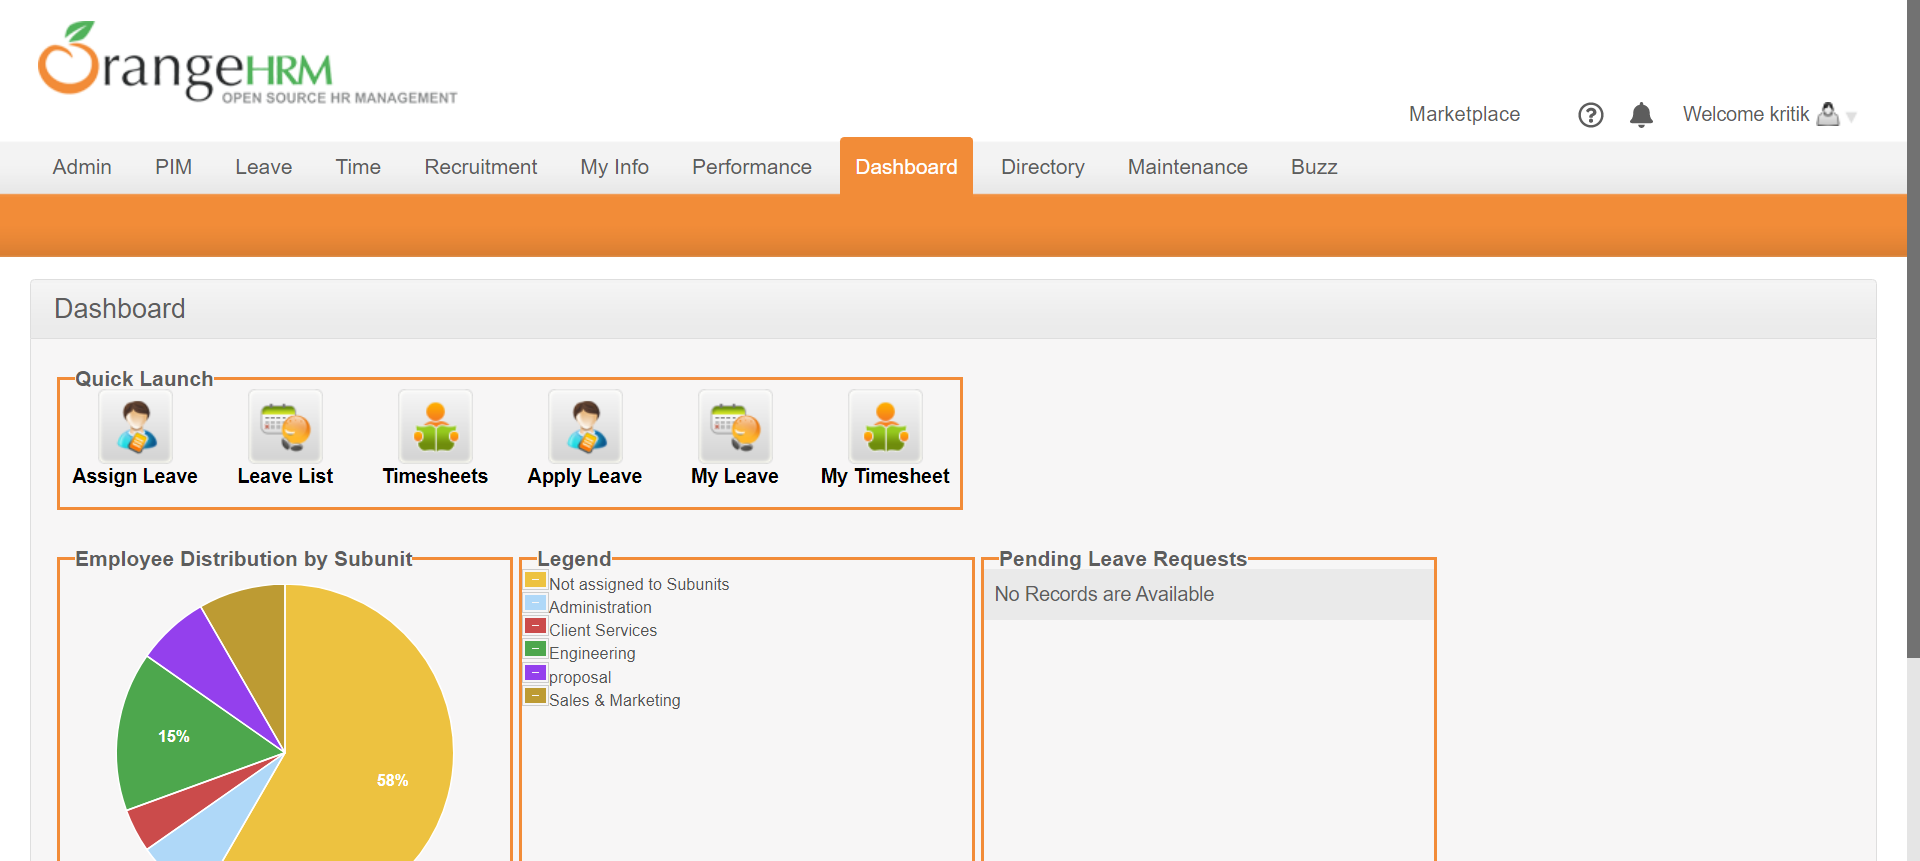 OrangeHRM
OPEN SOURCE HR MANAGEMENT
Marketplace
Welcome kritik
Admin PIM Leave Time Recruitment My Info Performance Dashboard Directory Maintenance Buzz
Dashboard
Quick Launch
Assign Leave Leave List Timesheets Apply Leave My Leave My Timesheet
Employee Distribution by Subunit
15%
58%
Legend
Not assigned to Subunits
Administration
Client Services
Engineering
proposal
Sales & Marketing
Pending Leave Requests
No Records are Available